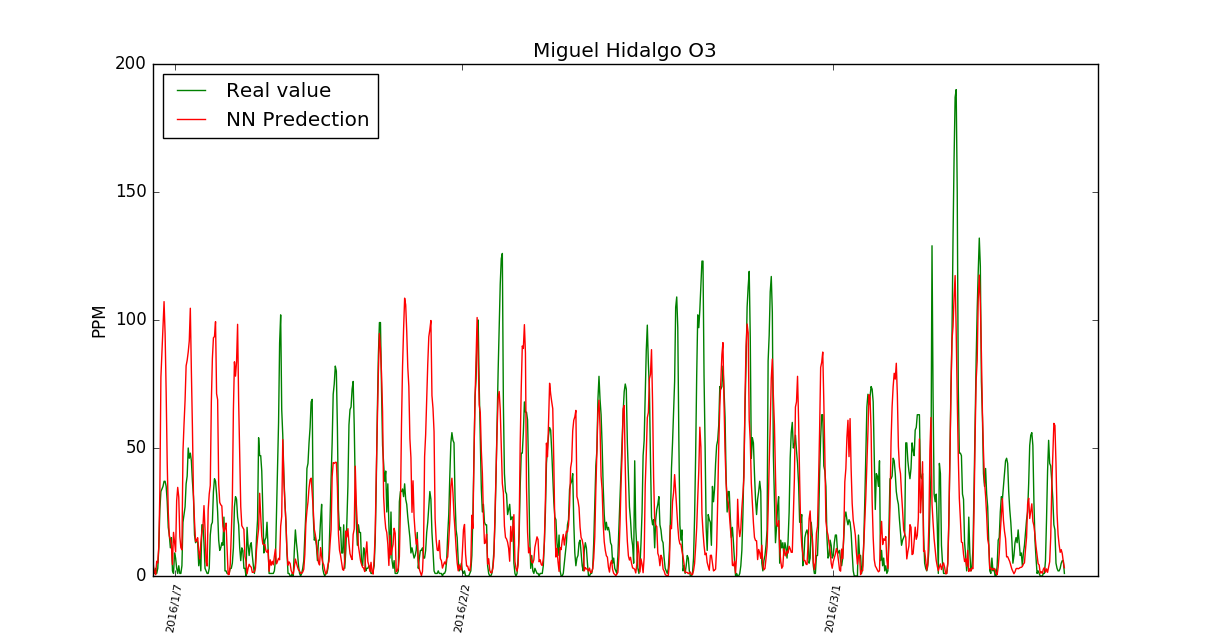 Miguel Hidalgo O3
200
150
100
50
0
PPM
Real value
NN Predection
2016/1/7
2016/2/2
2016/3/1